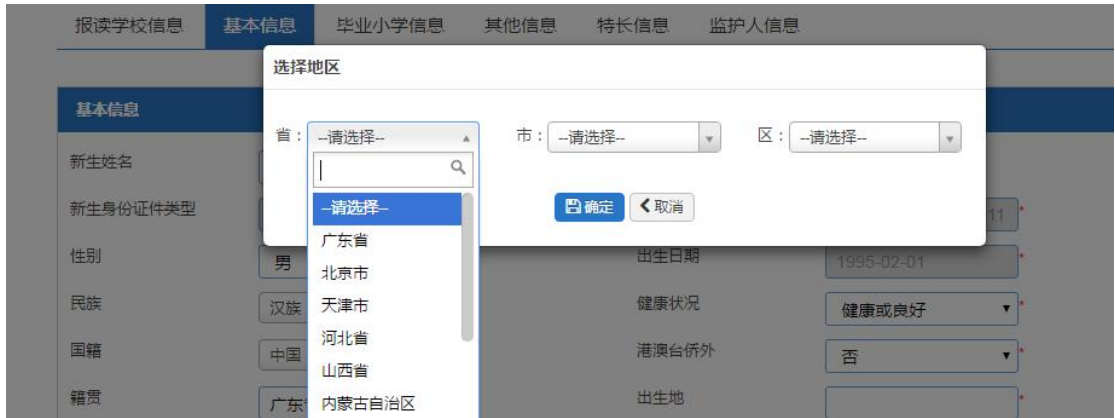 报读学校信息 基本信息 毕业小学信息 其他信息 特长信息 监护人信息
选择地区
基本信息
省： --请选择-- 市： --请选择-- 区： --请选择--
新生姓名
--请选择-- 确定 取消
新生身份证件类型 11 *
广东省
性别 男 出生日期 1995-02-01 *
北京市
民族 汉族 天津市 健康状况 健康或良好 *
河北省
国籍 中国 港澳台侨外 否 *
山西省
籍贯 广东 内蒙古自治区 出生地 *